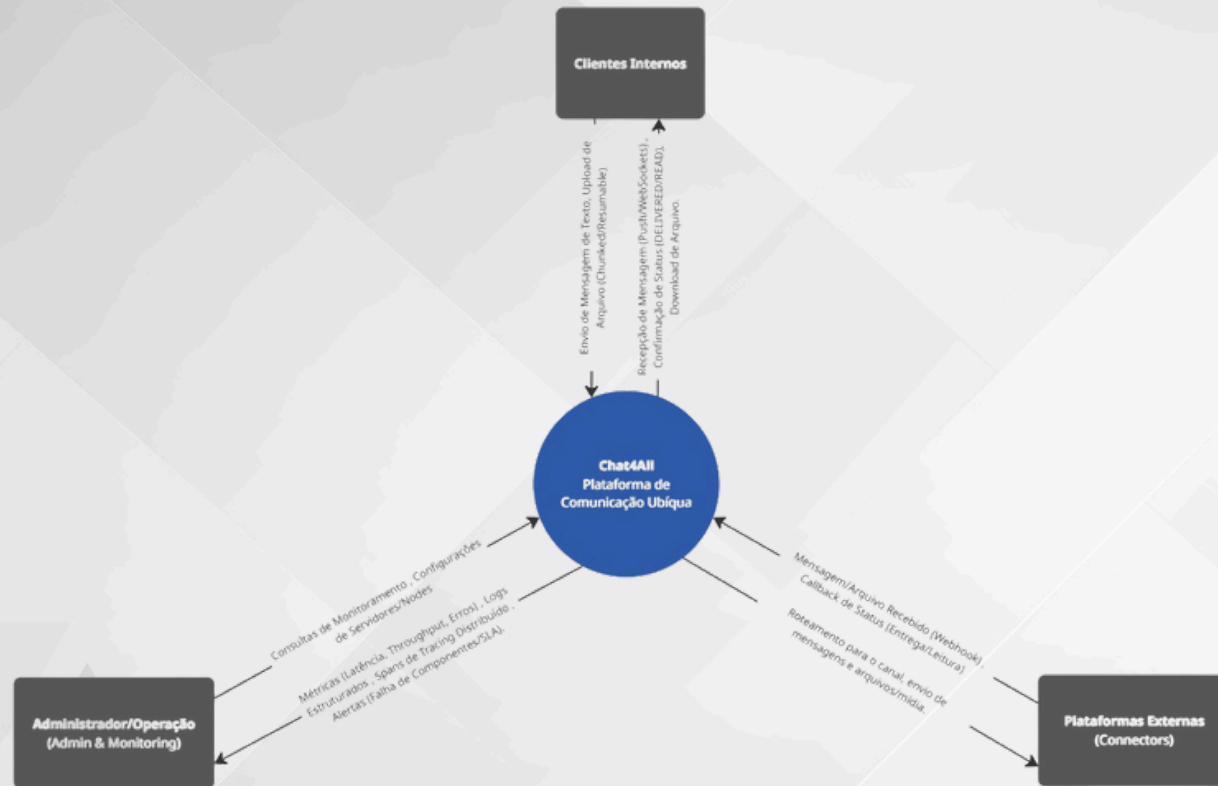 Clientes Internos
Envio de Mensagem de Texto, Upload de
Arquivo (Chunked/Resumable)
Recepção de Mensagem (Push/WebSockets) ,
Confirmação de Status (DELIVERED/READ),
Download de Arquivo.
Chat4All
Plataforma de
Comunicação Ubíqua
Consultas de Monitoramento , Configurações
de Servidores/Nodes
Métricas (Latência, Throughput, Erros) , Logs
Estruturados , Spans de Tracing Distribuído ,
Alertas (Falha de Componentes/SLA).
Mensagem/Arquivo Recebido (Webhook) ,
Callback de Status (Entrega/Leitura)
Roteamento para o canal, envio de
mensagens e arquivos/mídia.
Administrador/Operação
(Admin & Monitoring)
Plataformas Externas
(Connectors)